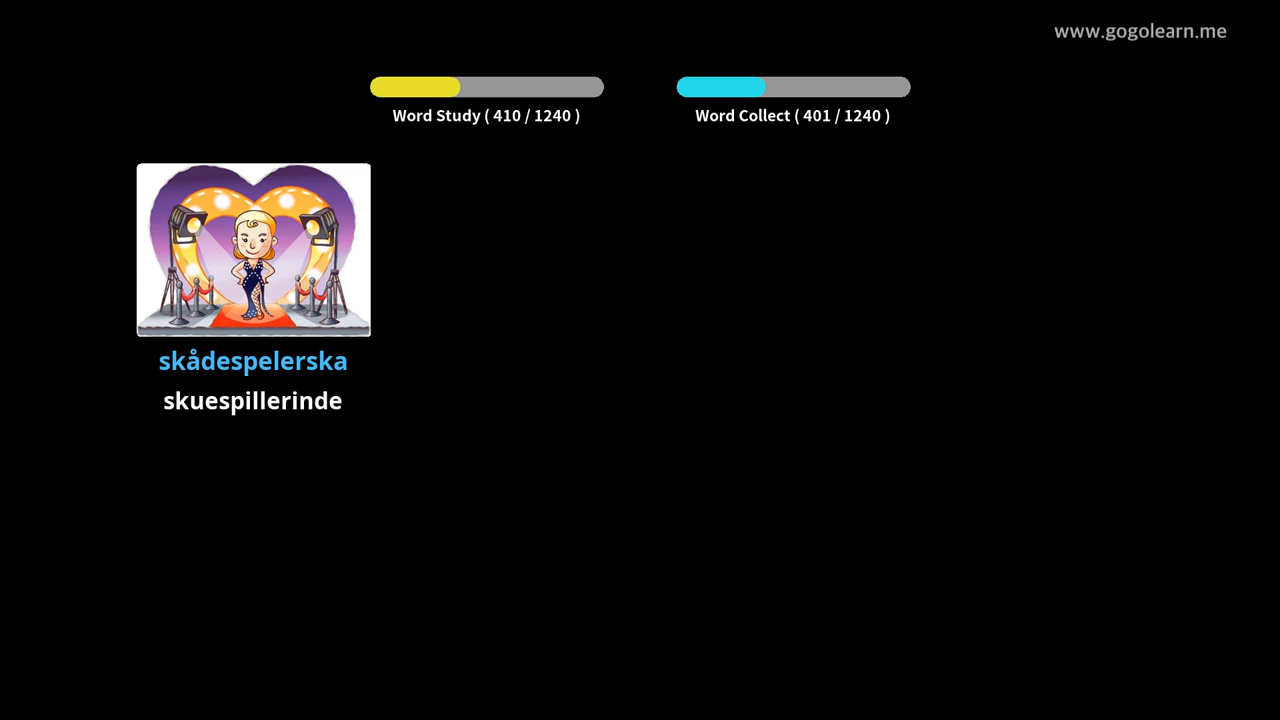 www.gogolearn.me
Word Study ( 410 / 1240 )
Word Collect ( 401 / 1240 )
skådespelerska
skuespillerinde